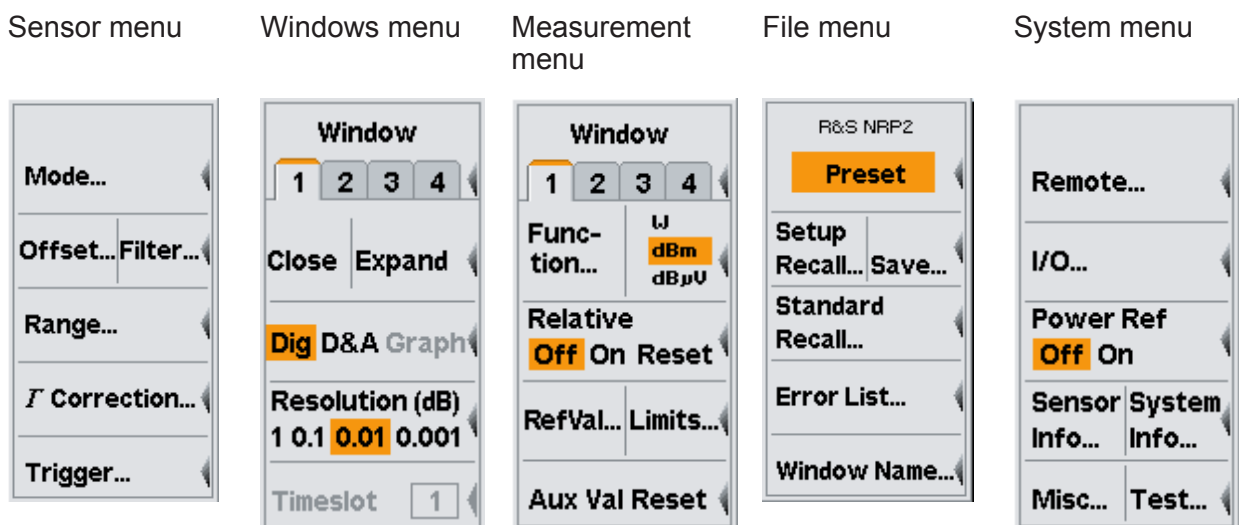 Sensor menu
Mode...
Offset... Filter...
Range...
Γ Correction...
Trigger...
Windows menu
Window
1 2 3 4
Close Expand
Dig D&A Graph
Resolution (dB)
1 0.1 0.01 0.001
Timeslot 1
Measurement
menu
Window
1 2 3 4
Func-
tion...
W
dBm
dBµV
Relative
Off On Reset
RefVal... Limits...
Aux Val Reset
File menu
R&S NRP2
Preset
Setup
Recall... Save...
Standard
Recall...
Error List...
Window Name...
System menu
Remote...
I/O...
Power Ref
Off On
Sensor System
Info... Info...
Misc... Test...